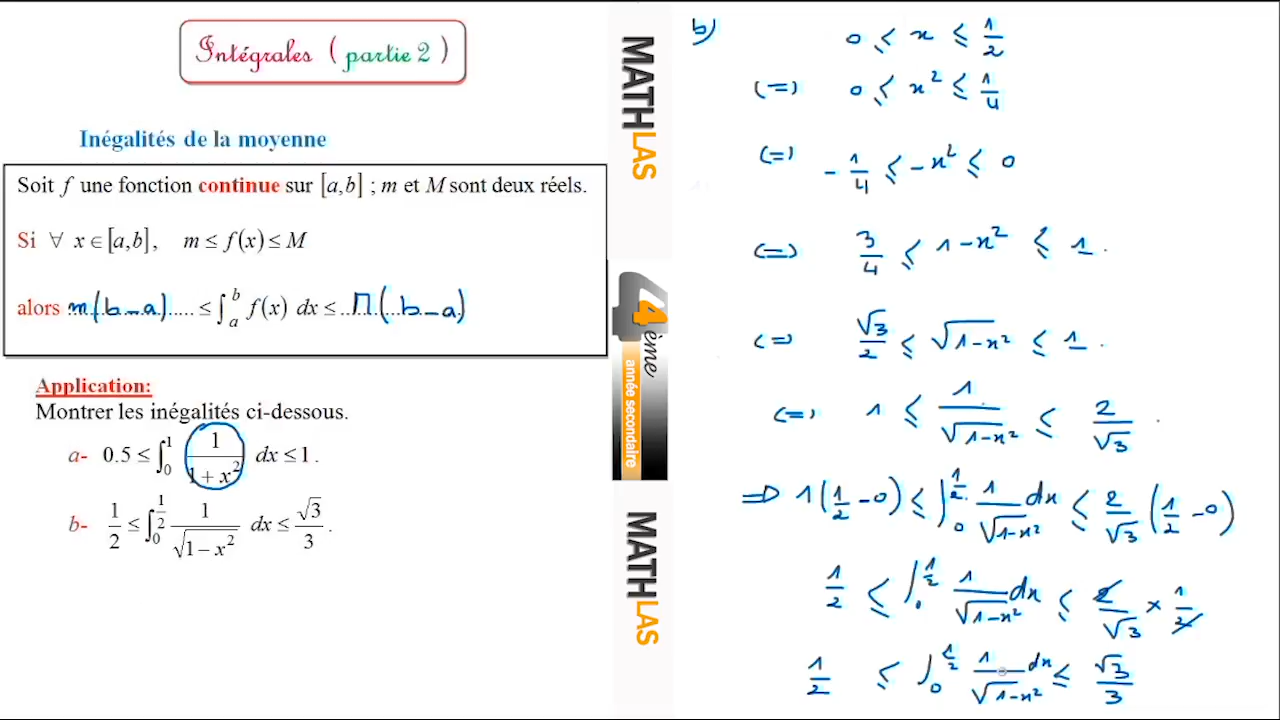 Intégrales ( partie 2 )
Inégalités de la moyenne
Soit f une fonction continue sur [a,b] ; m et M sont deux réels.
Si ∀ x ∈ [a,b], m ≤ f(x) ≤ M
alors m(b-a)..... ≤ ∫_a^b f(x) dx ≤ ..M(b-a)
Application:
Montrer les inégalités ci-dessous.
a- 0.5 ≤ ∫_0^1 1/(1+x²) dx ≤ 1.
b- 1/2 ≤ ∫_0^{1/2} 1/√(1-x²) dx ≤ √3/3.
MATHLAS
4ème
année secondaire
MATHLAS
b) 0 ≤ x ≤ 1/2
(=) 0 ≤ x² ≤ 1/4
(=) -1/4 ≤ -x² ≤ 0
(=) 3/4 ≤ 1-x² ≤ 1.
(=) √3/2 ≤ √(1-x²) ≤ 1.
(=) 1 ≤ 1/√(1-x²) ≤ 2/√3.
⇒ 1(1/2-0) ≤ ∫_0^{1/2} 1/√(1-x²) dx ≤ 2/√3 (1/2-0)
1/2 ≤ ∫_0^{1/2} 1/√(1-x²) dx ≤ 2/√3 × 1/2
1/2 ≤ ∫_0^{1/2} 1/√(1-x²) dx ≤ √3/3